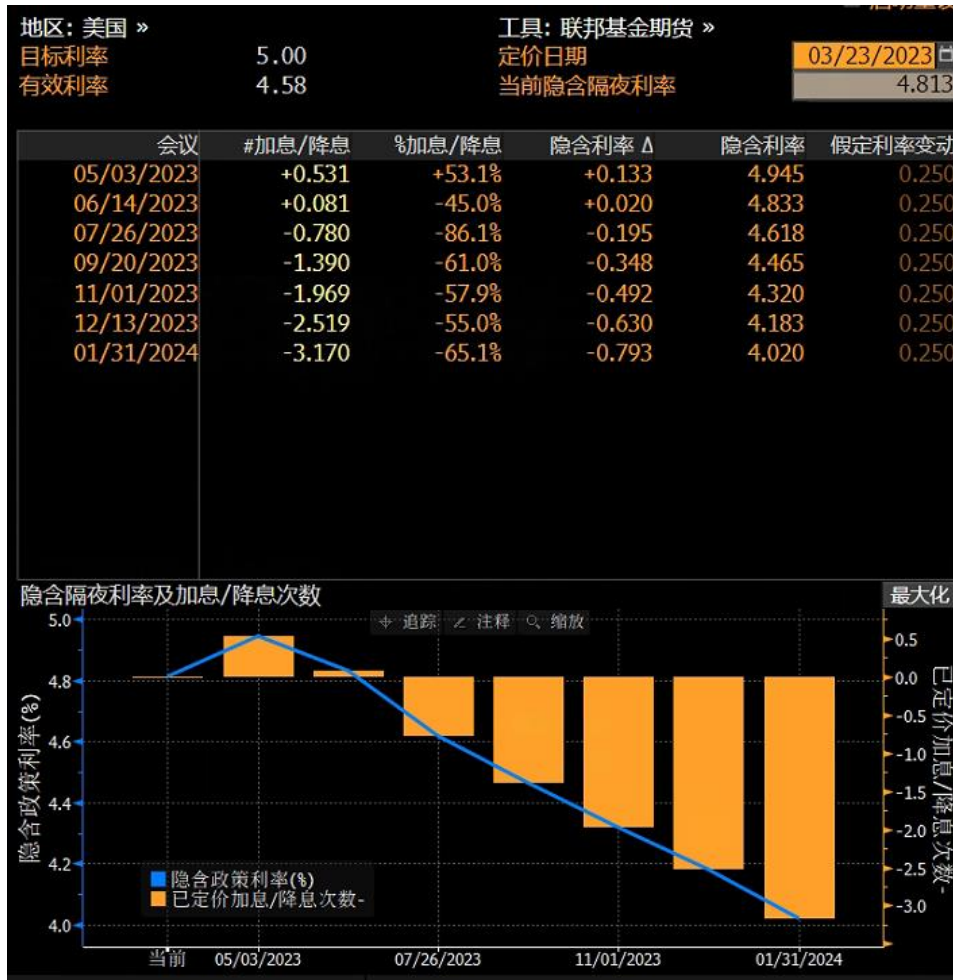 地区: 美国 » 工具: 联邦基金期货 »
目标利率 5.00 定价日期 03/23/2023
有效利率 4.58 当前隐含隔夜利率 4.813
会议 #加息/降息 %加息/降息 隐含利率 Δ 隐含利率 假定利率变动
05/03/2023 +0.531 +53.1% +0.133 4.945 0.250
06/14/2023 +0.081 -45.0% +0.020 4.833 0.250
07/26/2023 -0.780 -86.1% -0.195 4.618 0.250
09/20/2023 -1.390 -61.0% -0.348 4.465 0.250
11/01/2023 -1.969 -57.9% -0.492 4.320 0.250
12/13/2023 -2.519 -55.0% -0.630 4.183 0.250
01/31/2024 -3.170 -65.1% -0.793 4.020 0.250
隐含隔夜利率及加息/降息次数 最大化
追踪 注释 缩放
隐含政策利率(%)
5.0
4.8
4.6
4.4
4.2
4.0
0.5
0.0
-0.5
-1.0
-1.5
-2.0
-2.5
-3.0
已定价加息/降息次数-
隐含政策利率(%)
已定价加息/降息次数-
当前 05/03/2023 07/26/2023 11/01/2023 01/31/2024